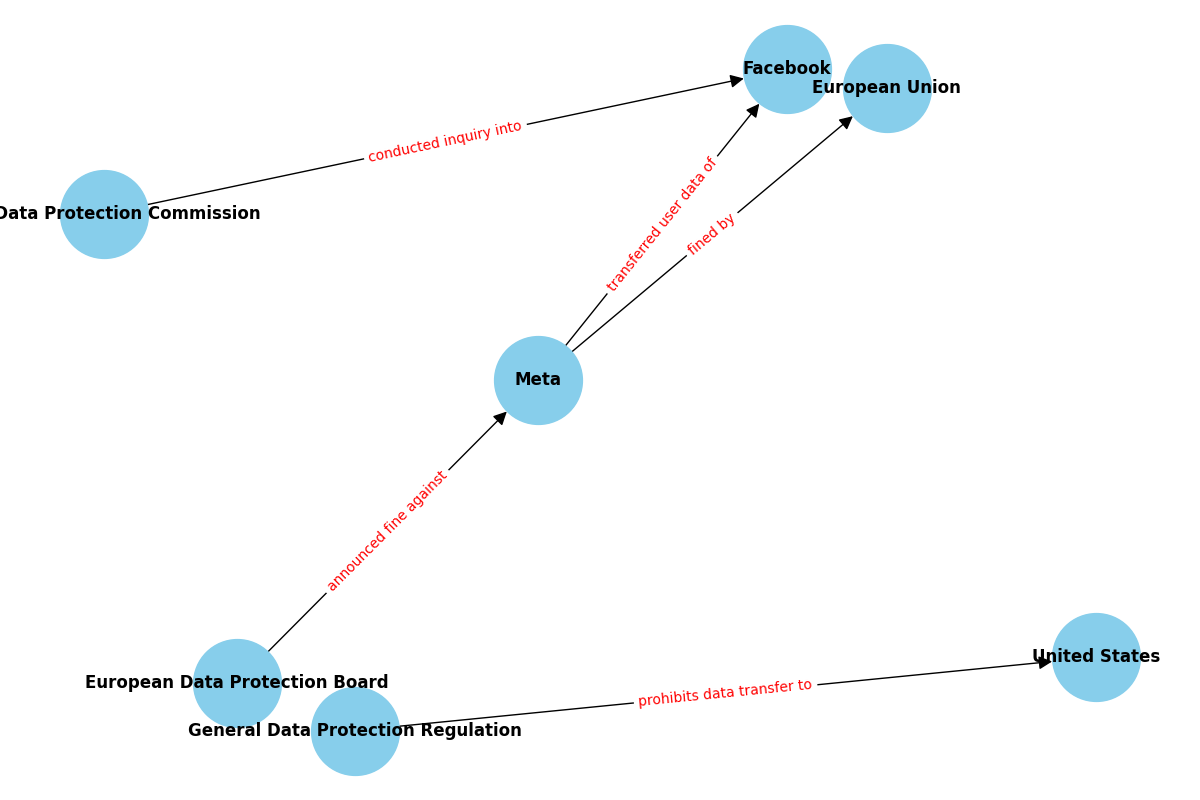 Facebook
European Union
conducted inquiry into
Data Protection Commission
transferred user data of
fined by
Meta
announced fine against
United States
European Data Protection Board
prohibits data transfer to
General Data Protection Regulation